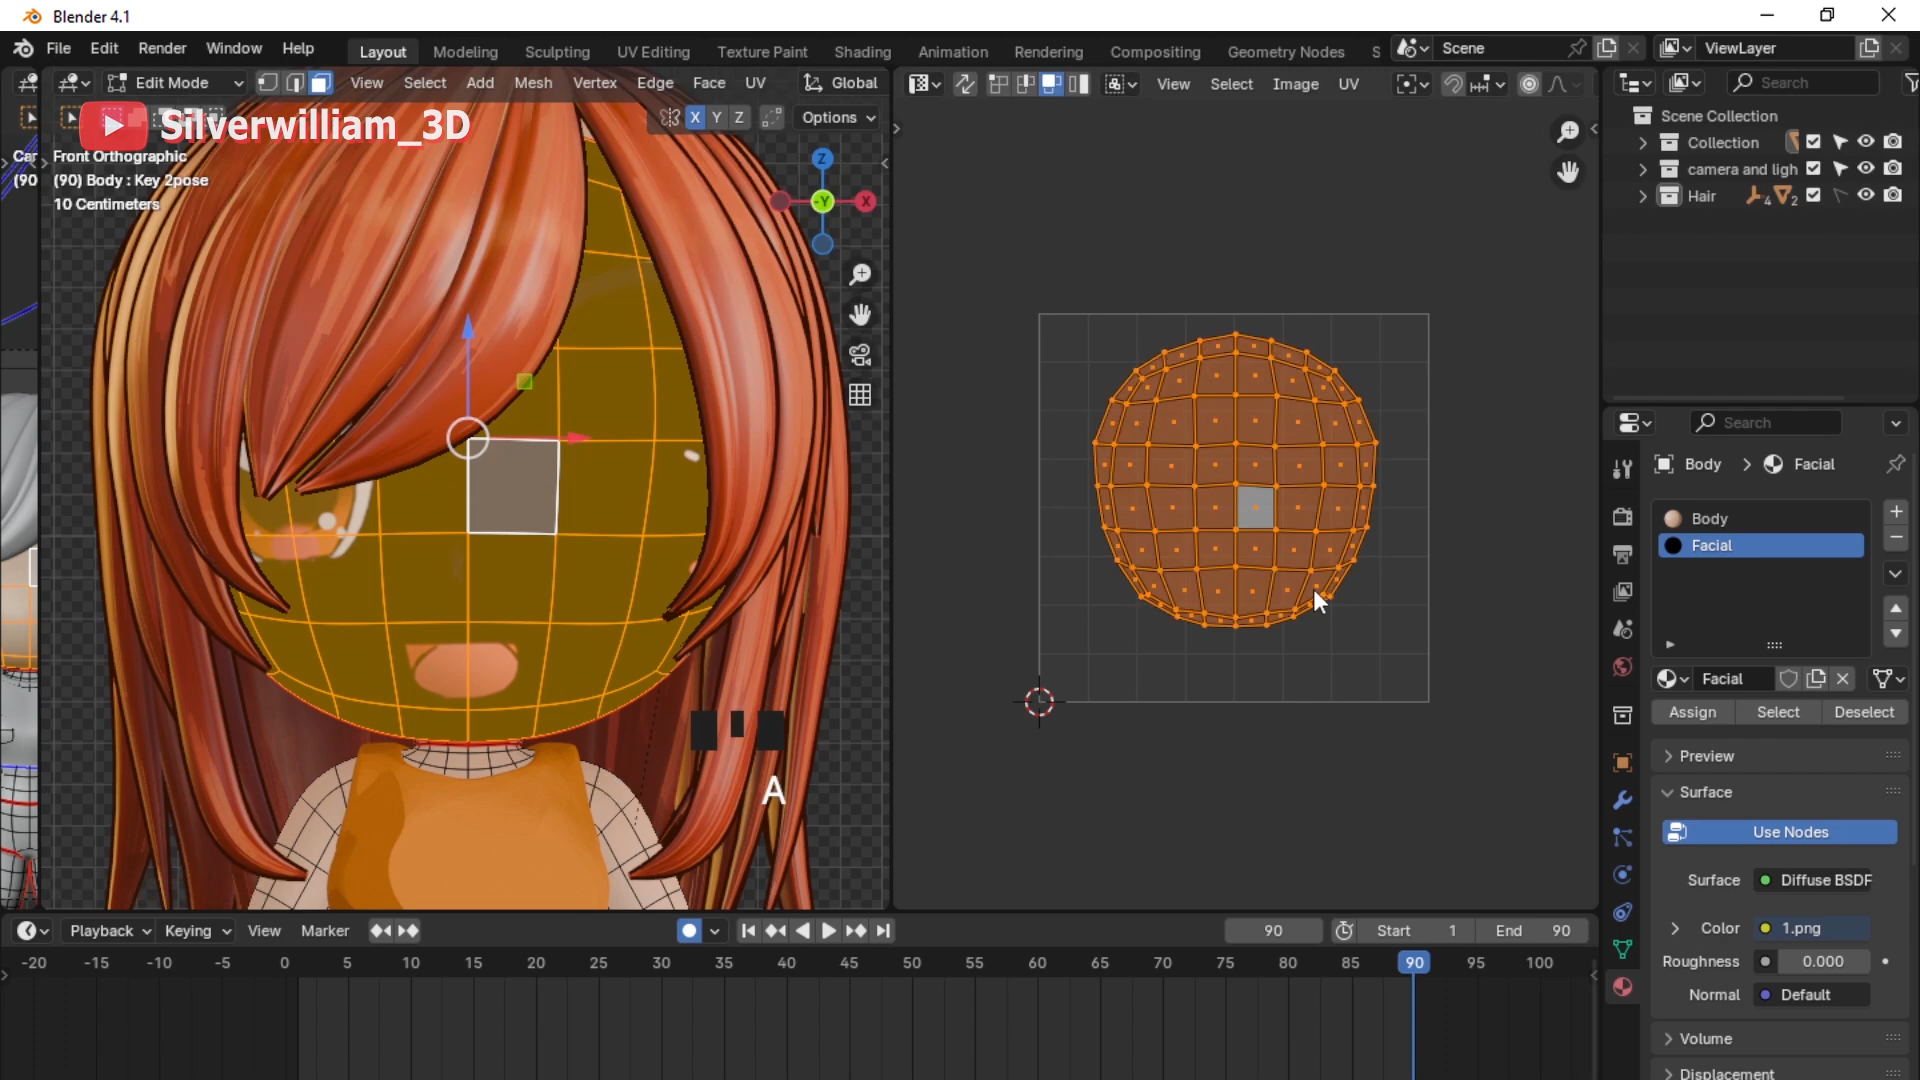 Blender 4.1
File Edit Render Window Help Layout Modeling Sculpting UV Editing Texture Paint Shading Animation Rendering Compositing Geometry Nodes S Scene ViewLayer
Edit Mode View Select Add Mesh Vertex Edge Face UV Global View Select Image UV Search
Silverwilliam_3D
X Y Z Options
Scene Collection
Collection
camera and ligh
Hair 4 2
Car Front Orthographic
(90 (90) Body : Key 2pose
10 Centimeters
Z
-Y X
Search
Body > Facial
Body
Facial
Facial
Assign Select Deselect
Preview
Surface
Use Nodes
Surface Diffuse BSDF
Color 1.png
Roughness 0.000
Normal Default
Volume
Displacement
A
Playback Keying View Marker 90 Start 1 End 90
-20 -15 -10 -5 0 5 10 15 20 25 30 35 40 45 50 55 60 65 70 75 80 85 90 95 100